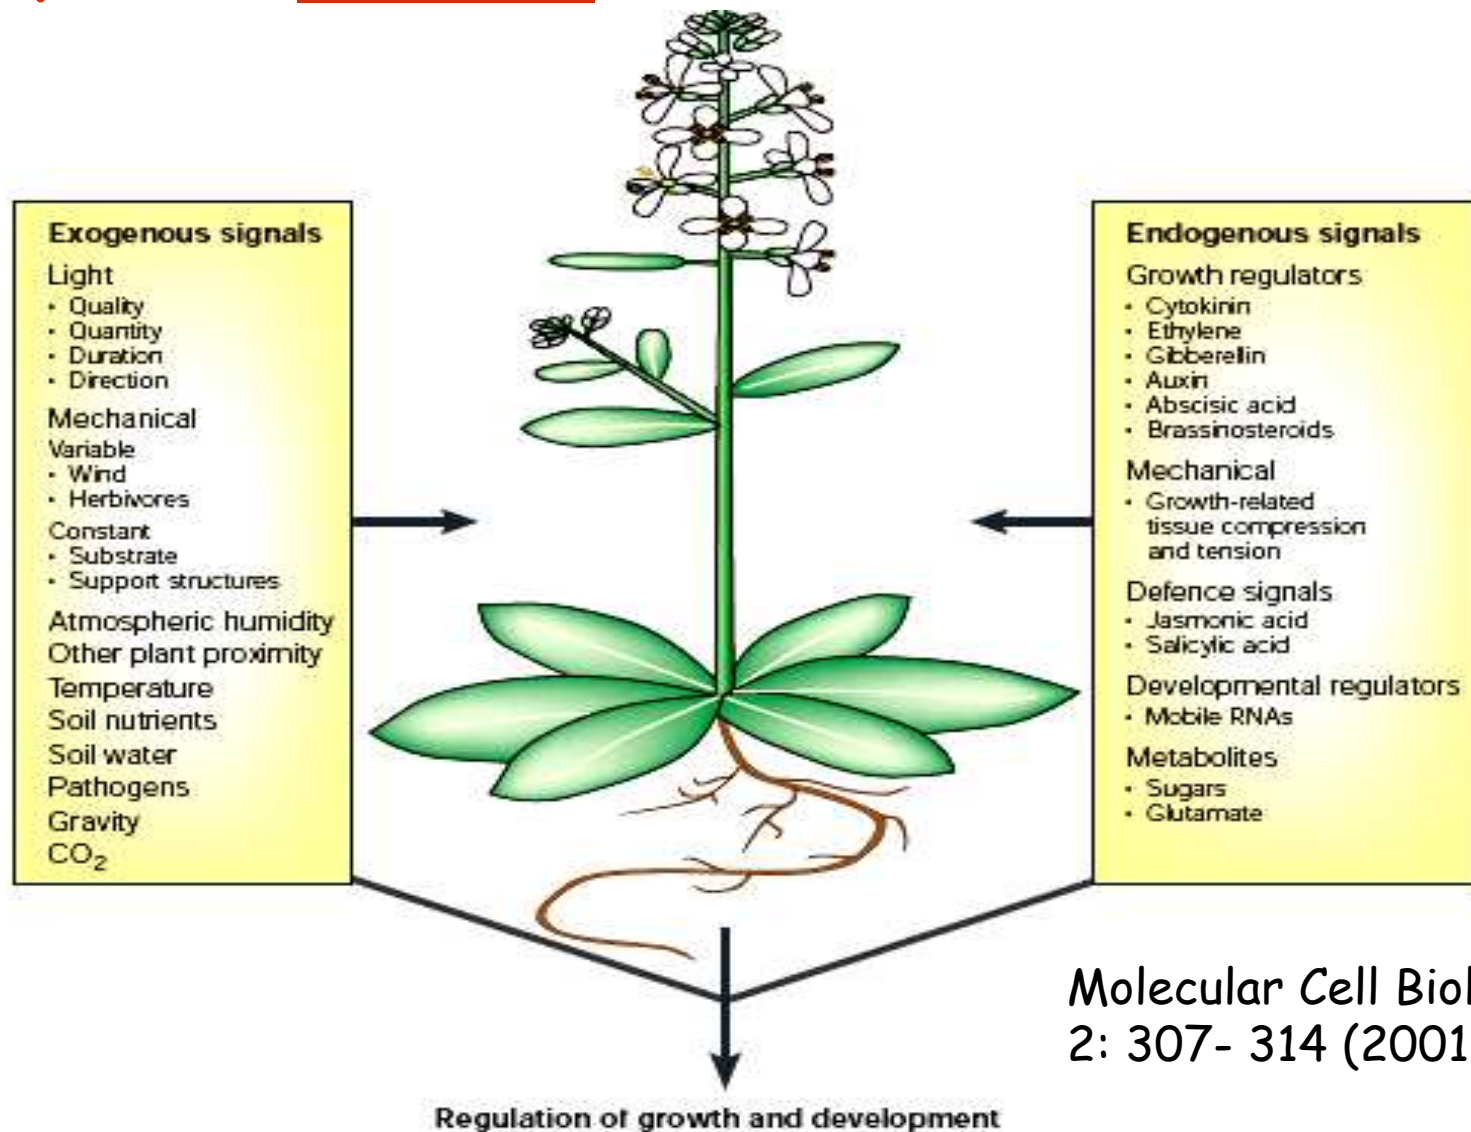 Exogenous signals
Light
· Quality
· Quantity
· Duration
· Direction
Mechanical
Variable
· Wind
· Herbivores
Constant
· Substrate
· Support structures
Atmospheric humidity
Other plant proximity
Temperature
Soil nutrients
Soil water
Pathogens
Gravity
CO₂
Endogenous signals
Growth regulators
· Cytokinin
· Ethylene
· Gibberellin
· Auxin
· Abscisic acid
· Brassinosteroids
Mechanical
· Growth-related
tissue compression
and tension
Defence signals
· Jasmonic acid
· Salicylic acid
Developmental regulators
· Mobile RNAs
Metabolites
· Sugars
· Glutamate
Molecular Cell Biol
2: 307- 314 (2001
Regulation of growth and development